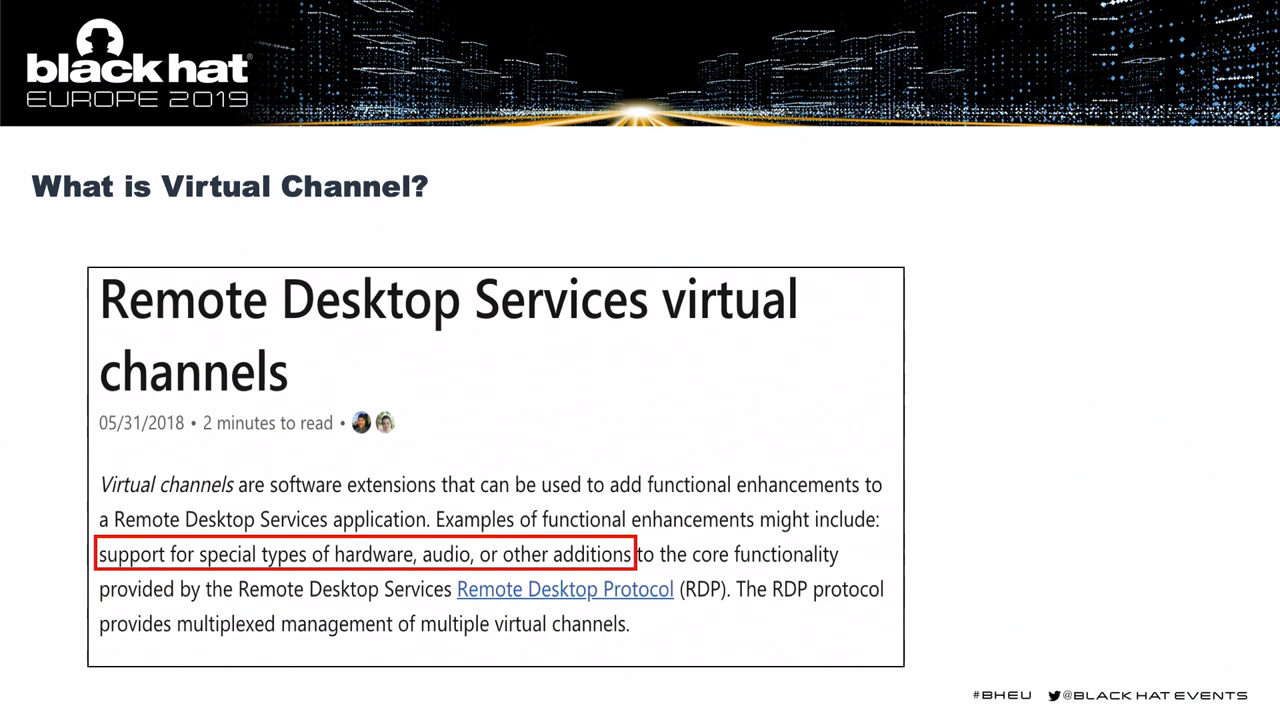 black hat®
EUROPE 2019
What is Virtual Channel?
Remote Desktop Services virtual
channels
05/31/2018 • 2 minutes to read •
Virtual channels are software extensions that can be used to add functional enhancements to
a Remote Desktop Services application. Examples of functional enhancements might include:
support for special types of hardware, audio, or other additions to the core functionality
provided by the Remote Desktop Services Remote Desktop Protocol (RDP). The RDP protocol
provides multiplexed management of multiple virtual channels.
#BHEU @BLACK HAT EVENTS